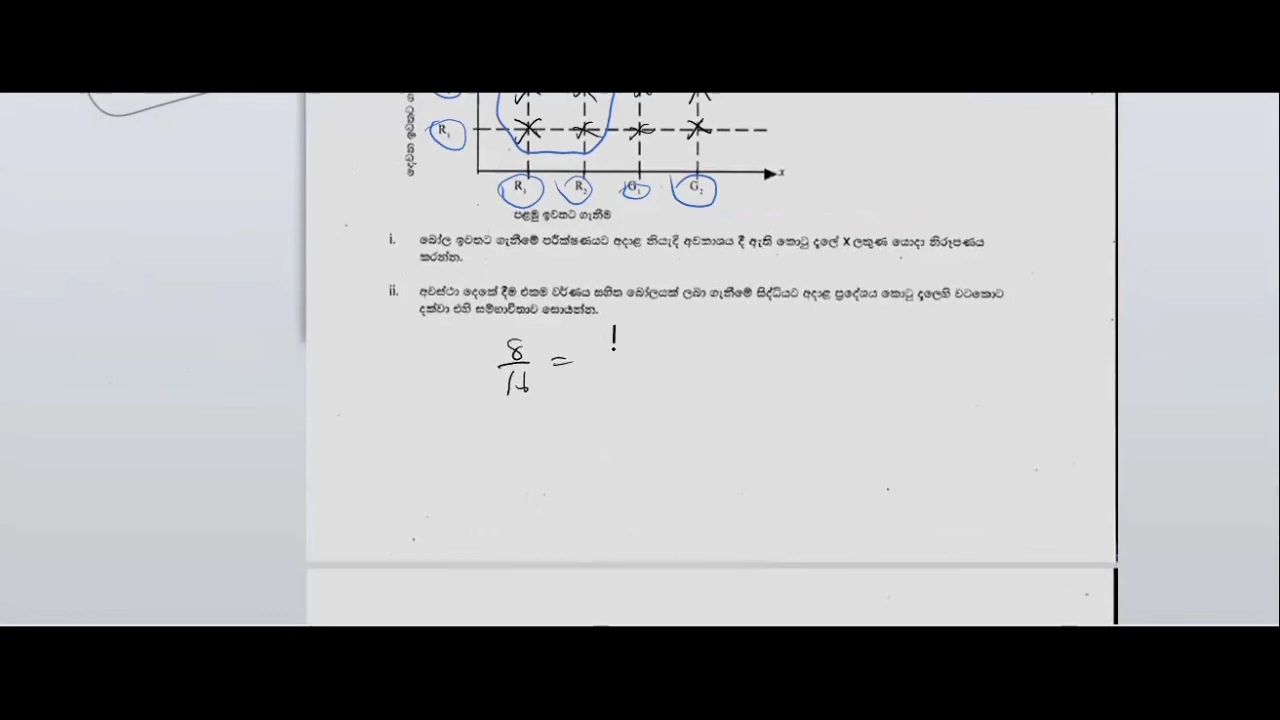 R₁
x
R₁ R₂ G₁ G₂
පළමු ඉවතට ගැනීම
i. බෝල ඉවතට ගැනීමේ පරීක්ෂණයට අදාළ නියැදි අවකාශය දී ඇති කොටු දැලේ X ලකුණ යොදා නිරූපණය
කරන්න.
ii. අවස්ථා දෙකේ දීම එකම වර්ණය සහිත බෝලයක් ලබා ගැනීමේ සිද්ධියට අදාළ ප්‍රදේශය කොටු දැලෙහි වටකොට
දක්වා එහි සම්භාවිතාව සොයන්න.
8
=
16